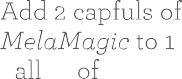 Add 2 capfuls of
MelaMagic to 1
all of